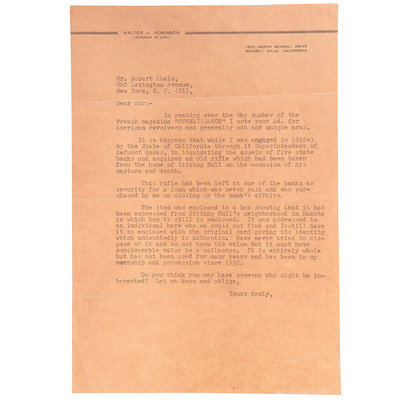 WALTER H. ROBINSON
ATTORNEY AT LAW
1550 NORTH BEVERLY DRIVE
BEVERLY HILLS, CALIFORNIA
Mr. Robert Abels,
860 Lexington Avenue,
New York, N. Y. (21),
Dear Sir:-
In reading over the May number of the
French magazine "CONNAISSANCE" I note your Ad. for
American revolvers and generally odd and unique arms.
It so happens that while I was engaged in 1932-3
by the State of California through it Superintendent of
defunct banks, in liquidating the assets of five state
banks and acquired an old rifle which had been taken
from the home of Sitting Bull on the occasion of his
capture and death.
This rifle had been left at one of the banks as
security for a loan which was never paid and was pur-
chased by me on closing up the bank's affairs.
The item was enclosed in a box showing that it had
been expressed from Sitting Bull's neighborhood in Dakota
in which box it still is enclosed. It was addressed to
an individual here who we could not find and Istill have
it so enclosed with the original card giving its identity
which undoubtedly is authentic. Have never tried to dis-
pose of it and do not know its value but it must have
considerable value to a collector. It is entirely whole
but has not been used for many years and has been in my
ownership and possession since 1932.
Do you think you may have someone who might be in-
terested? Let me know and oblige,
Yours truly,